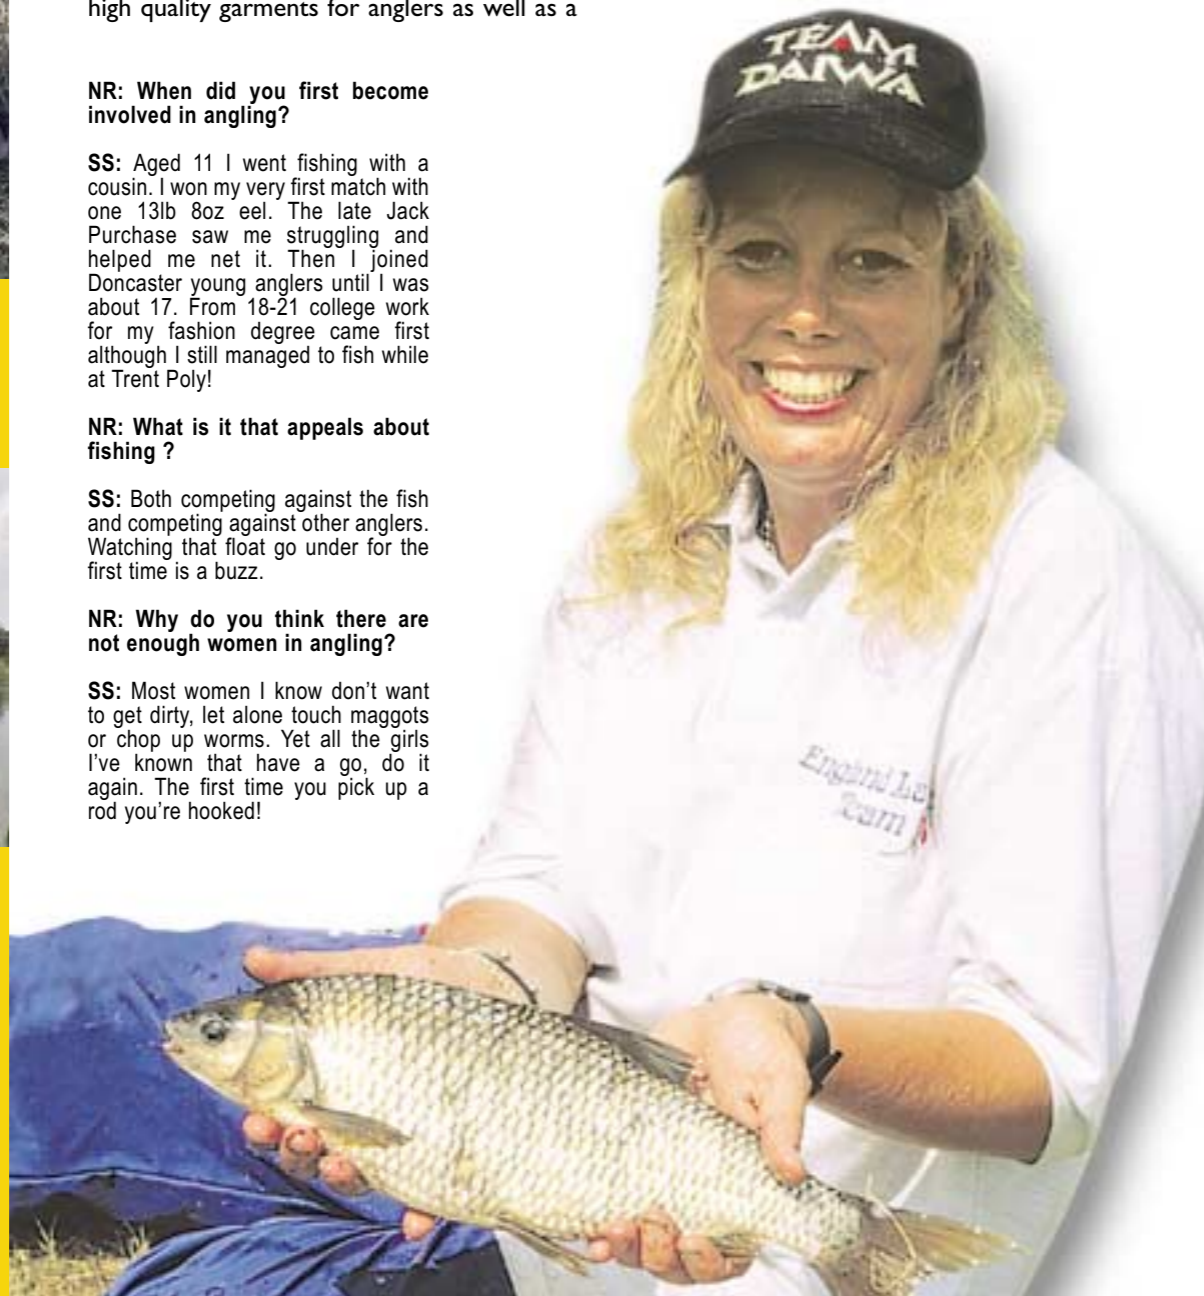 high quality garments for anglers as well as a
TEAM
DAIWA
NR: When did you first become
involved in angling?
SS: Aged 11 I went fishing with a
cousin. I won my very first match with
one 13lb 8oz eel. The late Jack
Purchase saw me struggling and
helped me net it. Then I joined
Doncaster young anglers until I was
about 17. From 18-21 college work
for my fashion degree came first
although I still managed to fish while
at Trent Poly!
NR: What is it that appeals about
fishing ?
SS: Both competing against the fish
and competing against other anglers.
Watching that float go under for the
first time is a buzz.
NR: Why do you think there are
not enough women in angling?
SS: Most women I know don’t want
to get dirty, let alone touch maggots
or chop up worms. Yet all the girls
I’ve known that have a go, do it
again. The first time you pick up a
rod you’re hooked!
England
Team